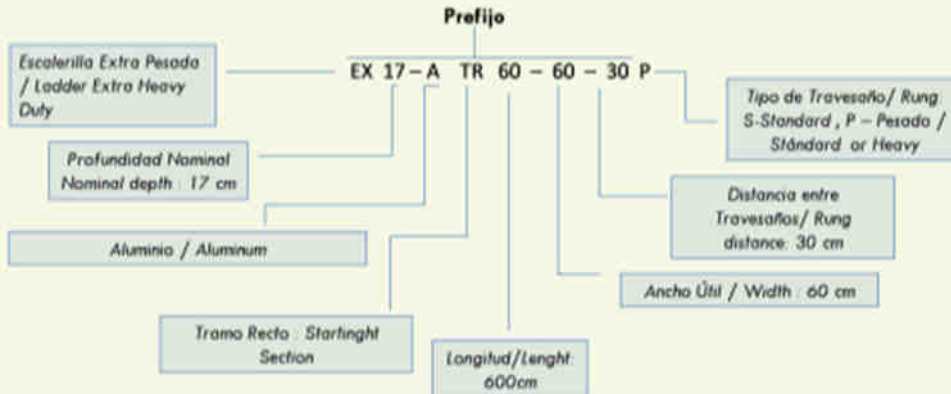 Prefijo
EX 17-A TR 60 - 60 - 30 P
Escalerilla Extra Pesada
/ Ladder Extra Heavy
Duty
Tipo de Travesaño/ Rung
S-Standard , P - Pesado /
Stándard or Heavy
Profundidad Nominal
Nominal depth : 17 cm
Distancia entre
Travesaños/ Rung
distance: 30 cm
Aluminio / Aluminum
Ancho Útil / Width : 60 cm
Tramo Recto : Startinght
Section
Longitud/Lenght:
600cm